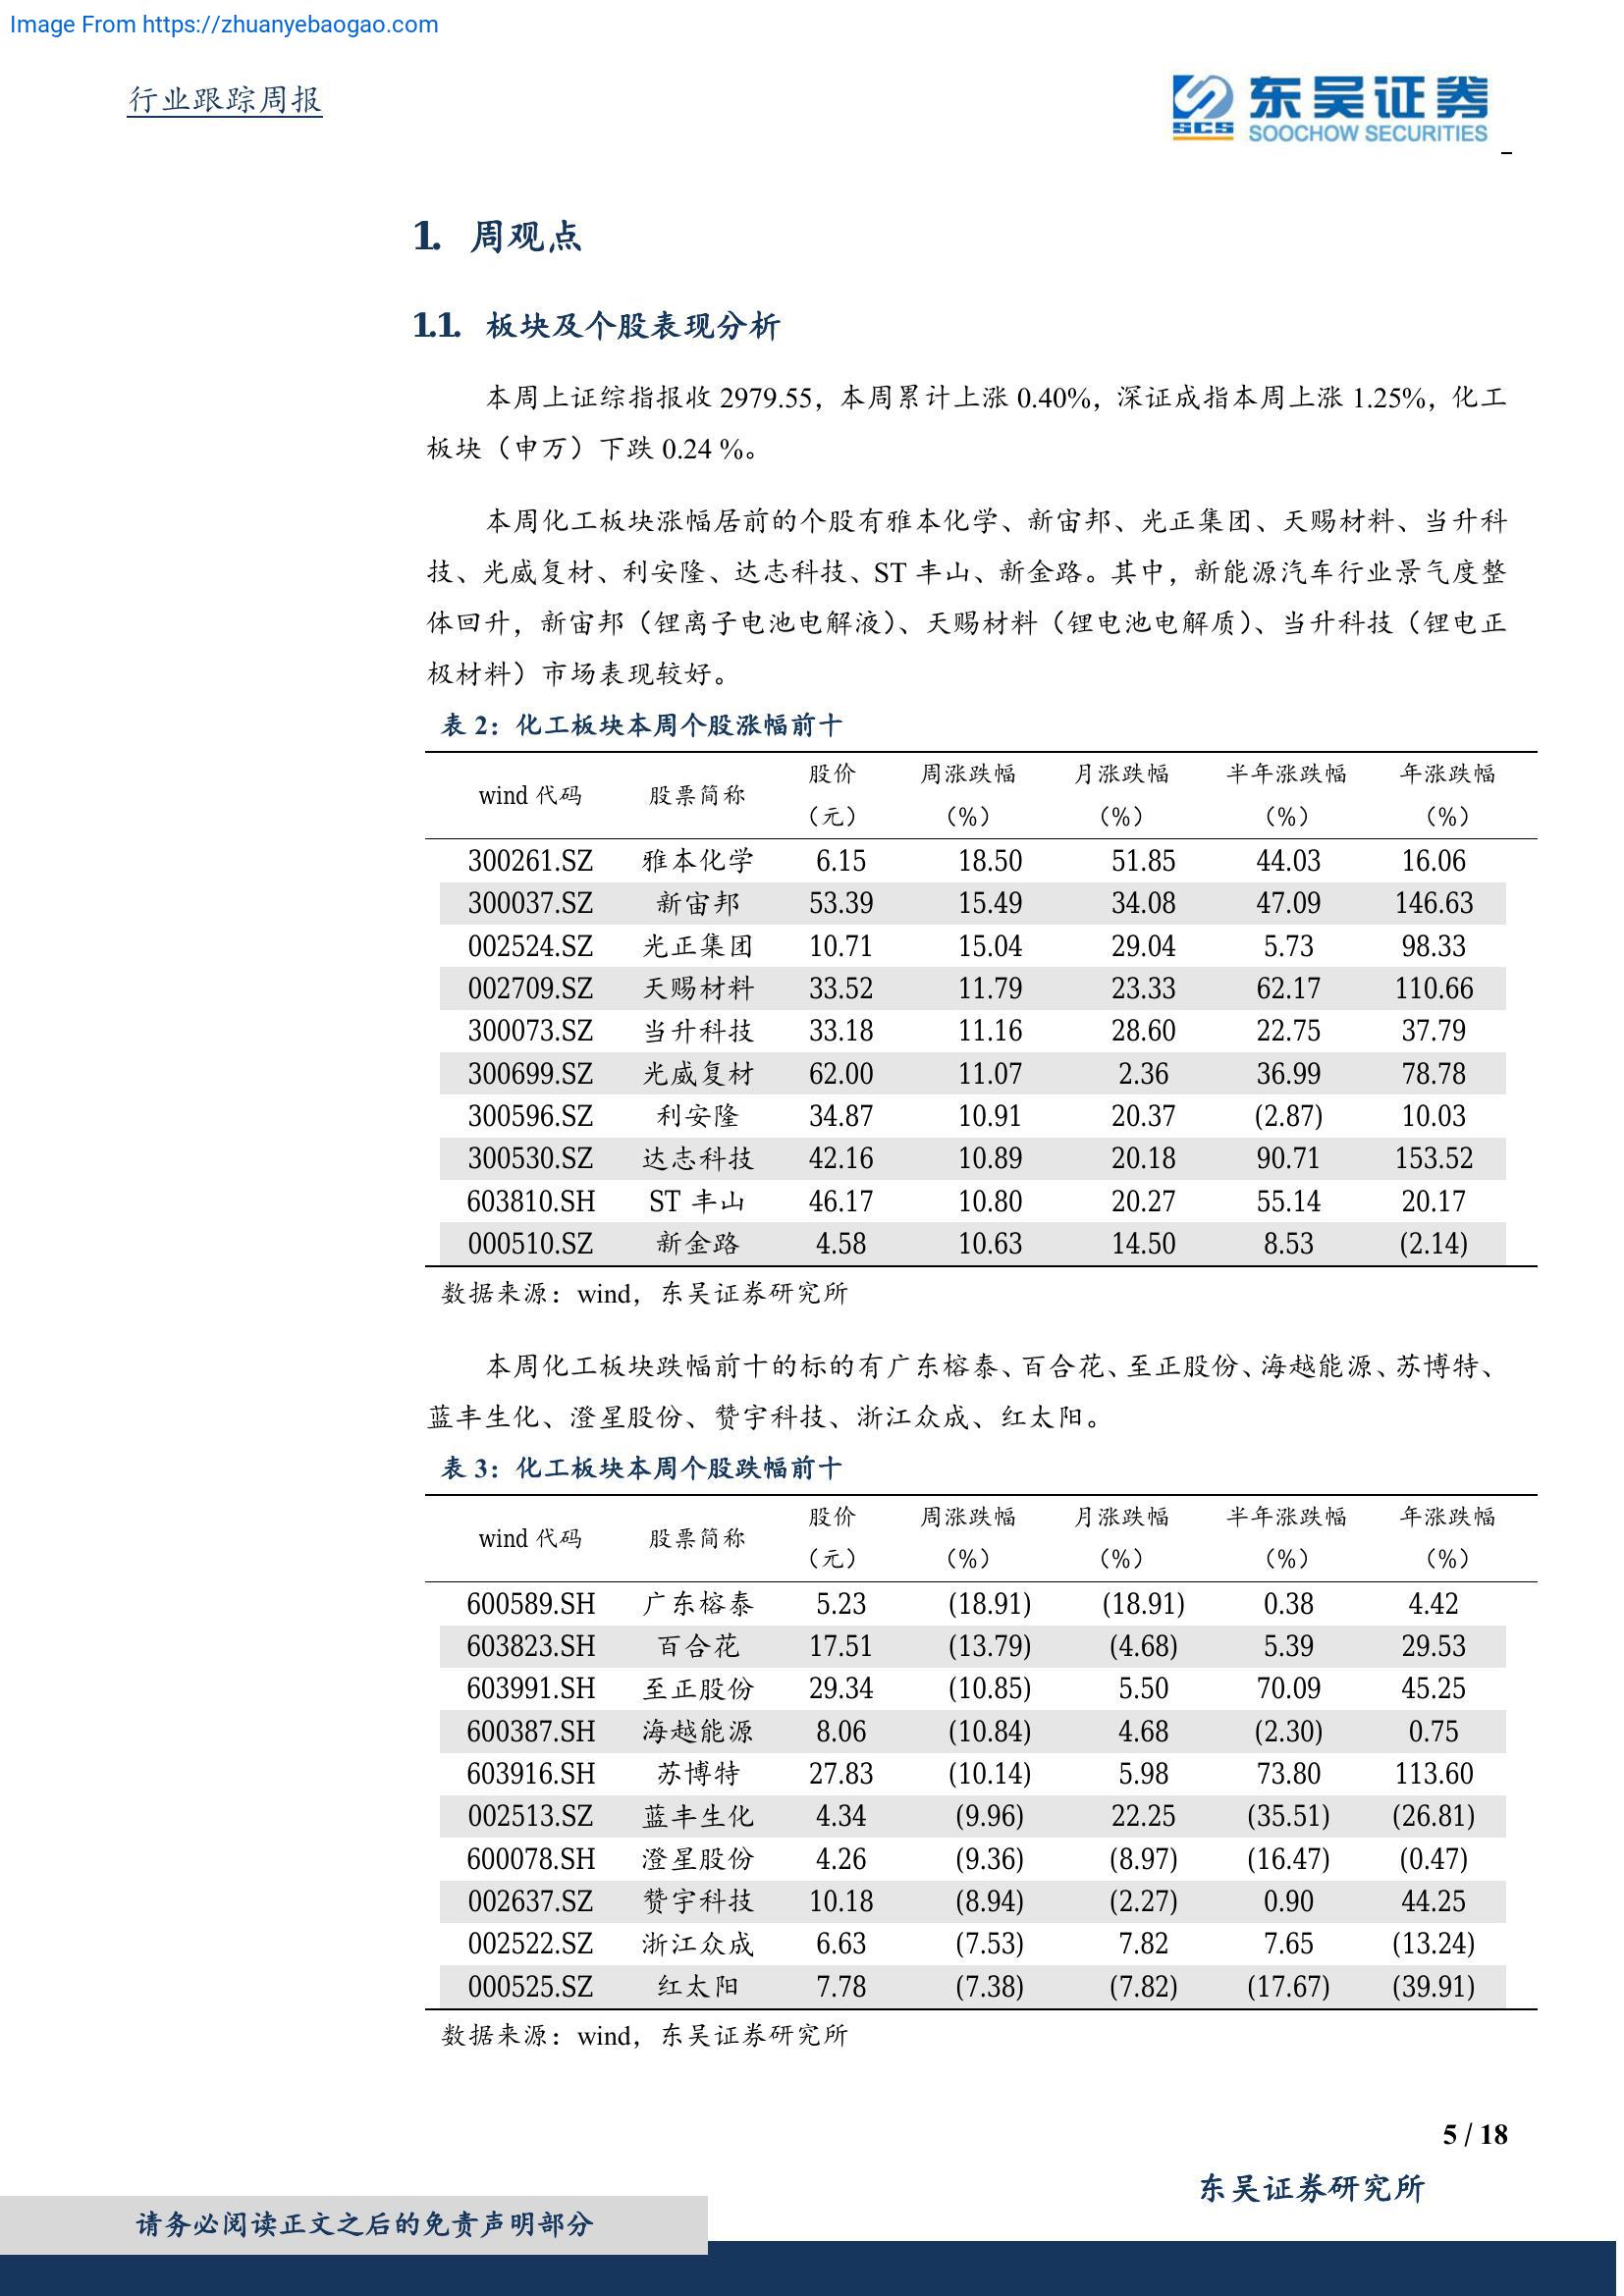 Image From https://zhuanyebaogao.com
行业跟踪周报
东吴证券
SCS
SOOCHOW SECURITIES
1. 周观点
1.1. 板块及个股表现分析
本周上证综指报收 2979.55，本周累计上涨 0.40%，深证成指本周上涨 1.25%，化工
板块（申万）下跌 0.24 %。
本周化工板块涨幅居前的个股有雅本化学、新宙邦、光正集团、天赐材料、当升科
技、光威复材、利安隆、达志科技、ST 丰山、新金路。其中，新能源汽车行业景气度整
体回升，新宙邦（锂离子电池电解液）、天赐材料（锂电池电解质）、当升科技（锂电正
极材料）市场表现较好。
表 2：化工板块本周个股涨幅前十
wind 代码 股票简称 股价（元） 周涨跌幅（%） 月涨跌幅（%） 半年涨跌幅（%） 年涨跌幅（%）
300261.SZ 雅本化学 6.15 18.50 51.85 44.03 16.06
300037.SZ 新宙邦 53.39 15.49 34.08 47.09 146.63
002524.SZ 光正集团 10.71 15.04 29.04 5.73 98.33
002709.SZ 天赐材料 33.52 11.79 23.33 62.17 110.66
300073.SZ 当升科技 33.18 11.16 28.60 22.75 37.79
300699.SZ 光威复材 62.00 11.07 2.36 36.99 78.78
300596.SZ 利安隆 34.87 10.91 20.37 (2.87) 10.03
300530.SZ 达志科技 42.16 10.89 20.18 90.71 153.52
603810.SH ST 丰山 46.17 10.80 20.27 55.14 20.17
000510.SZ 新金路 4.58 10.63 14.50 8.53 (2.14)
数据来源：wind，东吴证券研究所
本周化工板块跌幅前十的标的有广东榕泰、百合花、至正股份、海越能源、苏博特、
蓝丰生化、澄星股份、赞宇科技、浙江众成、红太阳。
表 3：化工板块本周个股跌幅前十
wind 代码 股票简称 股价（元） 周涨跌幅（%） 月涨跌幅（%） 半年涨跌幅（%） 年涨跌幅（%）
600589.SH 广东榕泰 5.23 (18.91) (18.91) 0.38 4.42
603823.SH 百合花 17.51 (13.79) (4.68) 5.39 29.53
603991.SH 至正股份 29.34 (10.85) 5.50 70.09 45.25
600387.SH 海越能源 8.06 (10.84) 4.68 (2.30) 0.75
603916.SH 苏博特 27.83 (10.14) 5.98 73.80 113.60
002513.SZ 蓝丰生化 4.34 (9.96) 22.25 (35.51) (26.81)
600078.SH 澄星股份 4.26 (9.36) (8.97) (16.47) (0.47)
002637.SZ 赞宇科技 10.18 (8.94) (2.27) 0.90 44.25
002522.SZ 浙江众成 6.63 (7.53) 7.82 7.65 (13.24)
000525.SZ 红太阳 7.78 (7.38) (7.82) (17.67) (39.91)
数据来源：wind，东吴证券研究所
5 / 18
东吴证券研究所
请务必阅读正文之后的免责声明部分